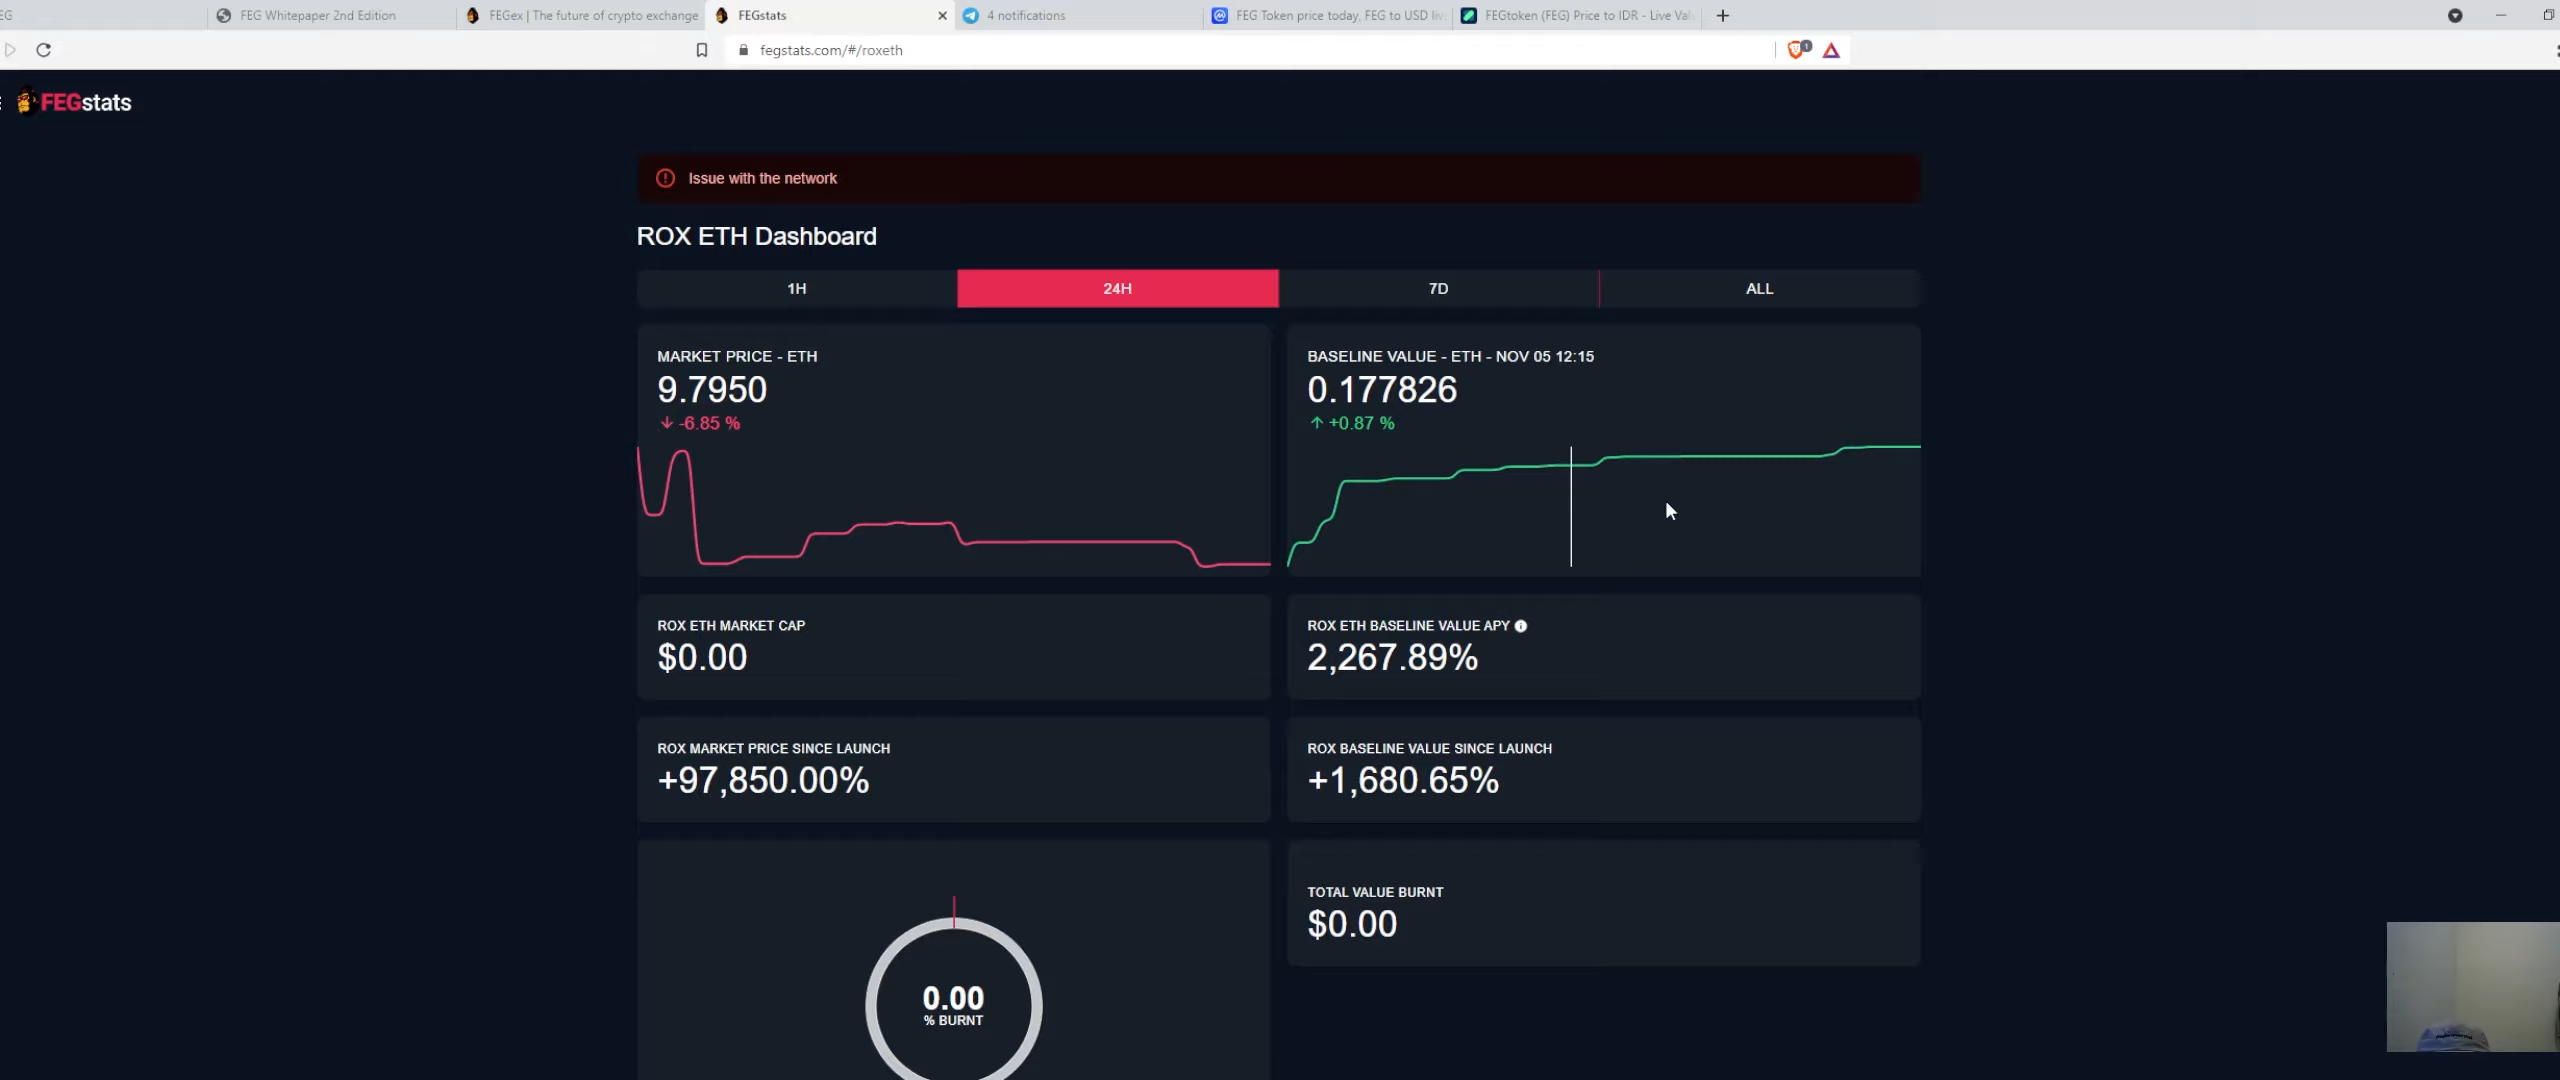 EG
FEG Whitepaper 2nd Edition
FEGex | The future of crypto exchange
FEGstats
4 notifications
FEG Token price today, FEG to USD liv
FEGtoken (FEG) Price to IDR - Live Val
fegstats.com/#/roxeth
1
FEGstats
Issue with the network
ROX ETH Dashboard
1H
24H
7D
ALL
MARKET PRICE - ETH
9.7950
-6.85 %
BASELINE VALUE - ETH - NOV 05 12:15
0.177826
+0.87 %
ROX ETH MARKET CAP
$0.00
ROX ETH BASELINE VALUE APY
2,267.89%
ROX MARKET PRICE SINCE LAUNCH
+97,850.00%
ROX BASELINE VALUE SINCE LAUNCH
+1,680.65%
0.00
% BURNT
TOTAL VALUE BURNT
$0.00